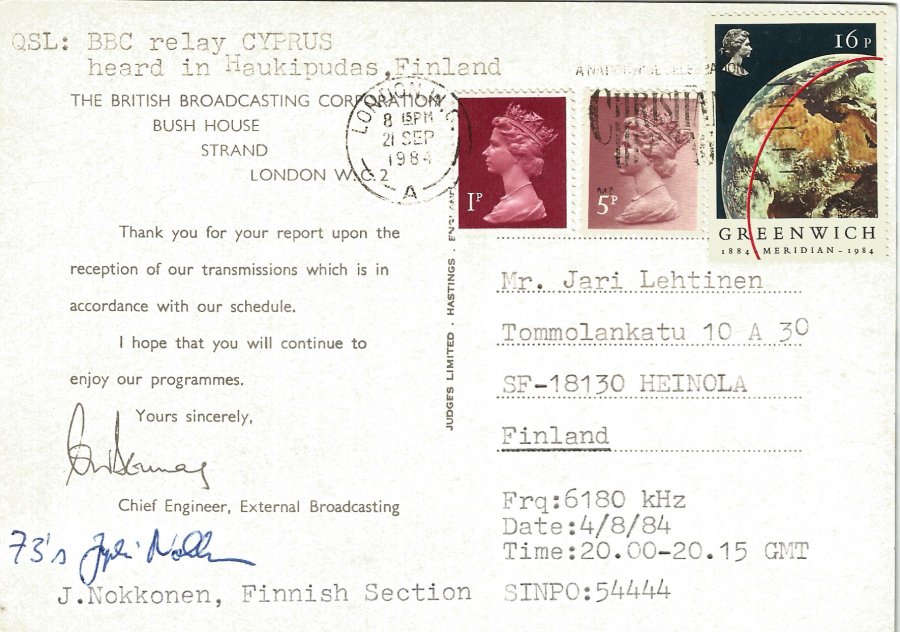 QSL: BBC relay CYPRUS
heard in Haukipudas, Finland
THE BRITISH BROADCASTING CORPORATION
BUSH HOUSE
STRAND
LONDON W.C.2
Thank you for your report upon the
reception of our transmissions which is in
accordance with our schedule.
I hope that you will continue to
enjoy our programmes.
Yours sincerely,
Chief Engineer, External Broadcasting
73's
J.Nokkonen, Finnish Section
JUDGES LIMITED . HASTINGS . ENGLAND
LONDON W.C.
8 15PM
21 SEP
1984
A
1P
5P
16P
GREENWICH
1884 MERIDIAN-1984
Mr. Jari Lehtinen
Tommolankatu 10 A 30
SF-18130 HEINOLA
Finland
Frq:6180 kHz
Date:4/8/84
Time:20.00-20.15 GMT
SINPO:54444